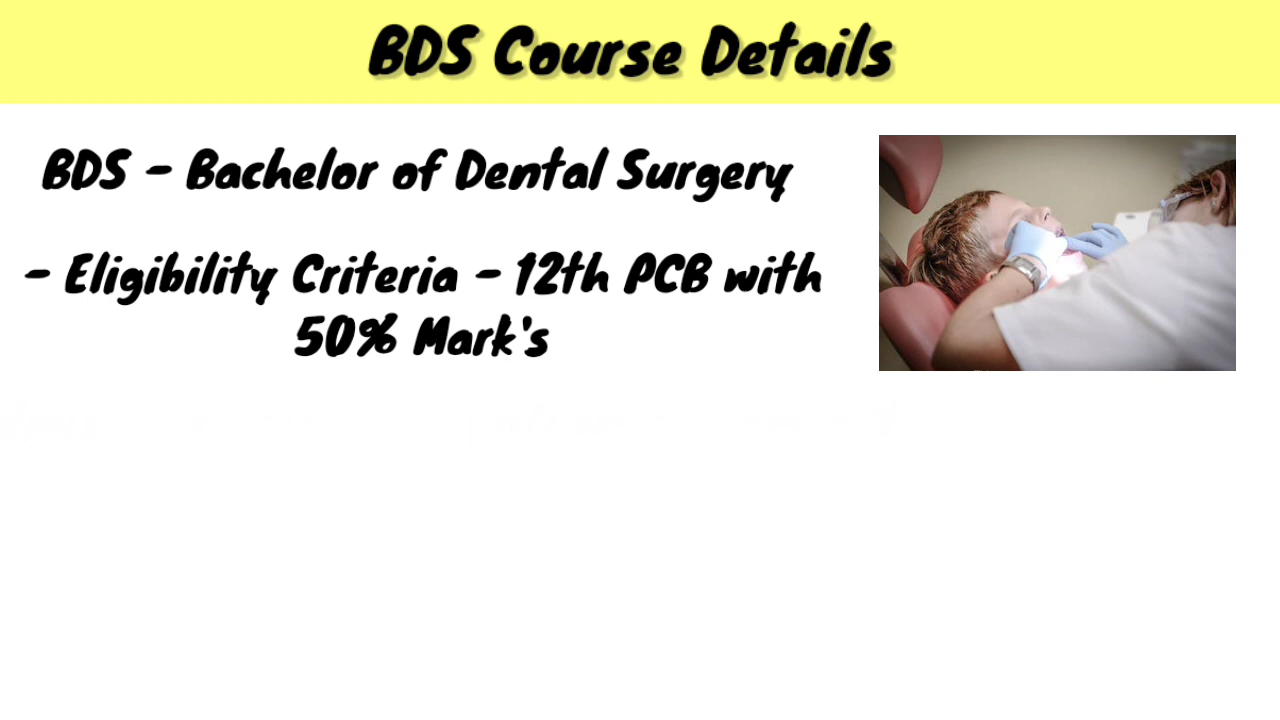 BDS Course Details
BDS - Bachelor of Dental Surgery
- Eligibility Criteria - 12th PCB with
50% Mark's